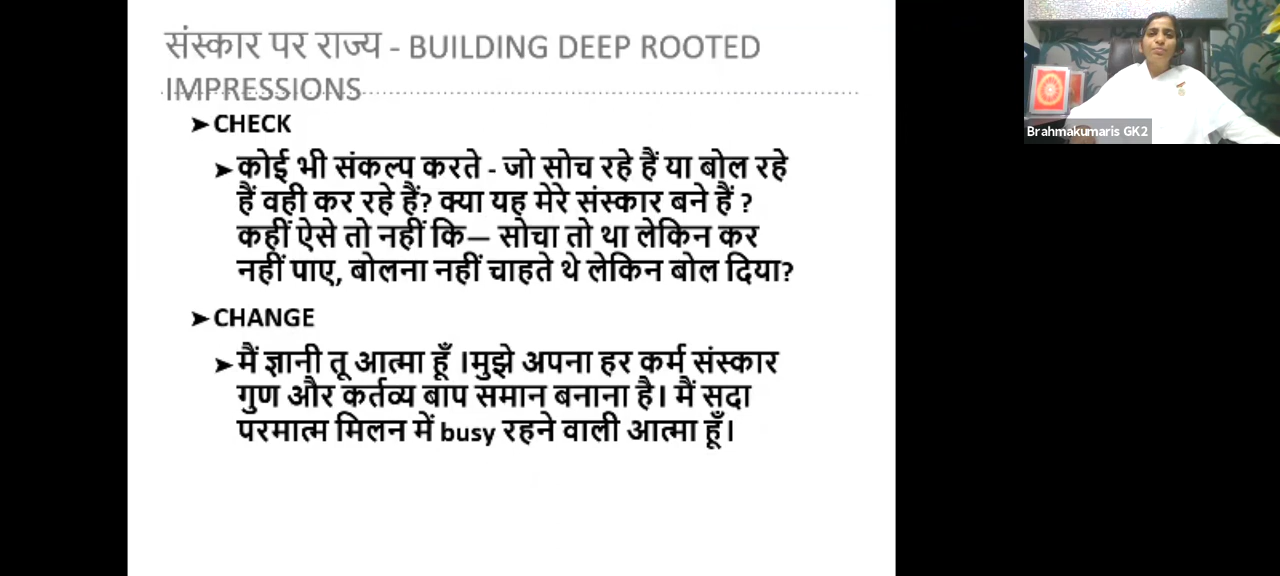 संस्कार पर राज्य - BUILDING DEEP ROOTED
IMPRESSIONS
➤CHECK
➤कोई भी संकल्प करते - जो सोच रहे हैं या बोल रहे
हैं वही कर रहे हैं? क्या यह मेरे संस्कार बने हैं ?
कहीं ऐसे तो नहीं कि— सोचा तो था लेकिन कर
नहीं पाए, बोलना नहीं चाहते थे लेकिन बोल दिया?
➤CHANGE
➤मैं ज्ञानी तू आत्मा हूँ ।मुझे अपना हर कर्म संस्कार
गुण और कर्तव्य बाप समान बनाना है। मैं सदा
परमात्म मिलन में busy रहने वाली आत्मा हूँ।
Brahmakumaris GK2